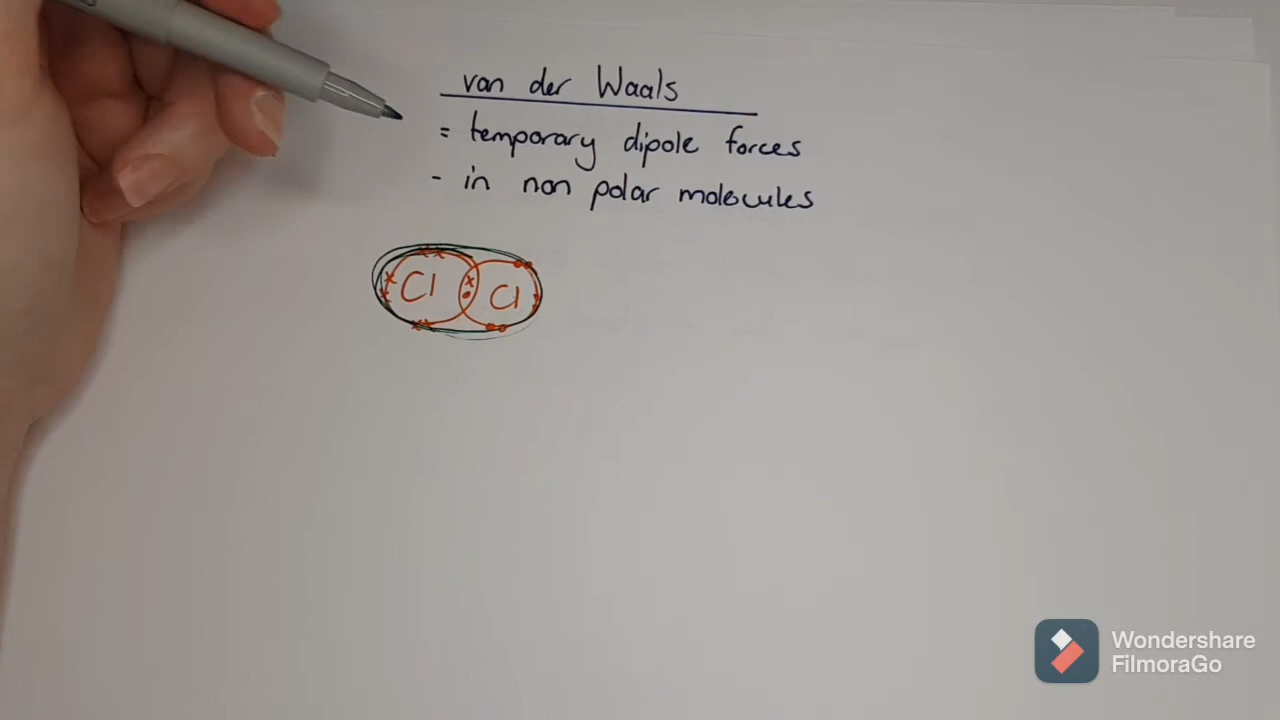 van der Waals
= temporary dipole forces
- in non polar molecules
Cl Cl
Wondershare
FilmoraGo